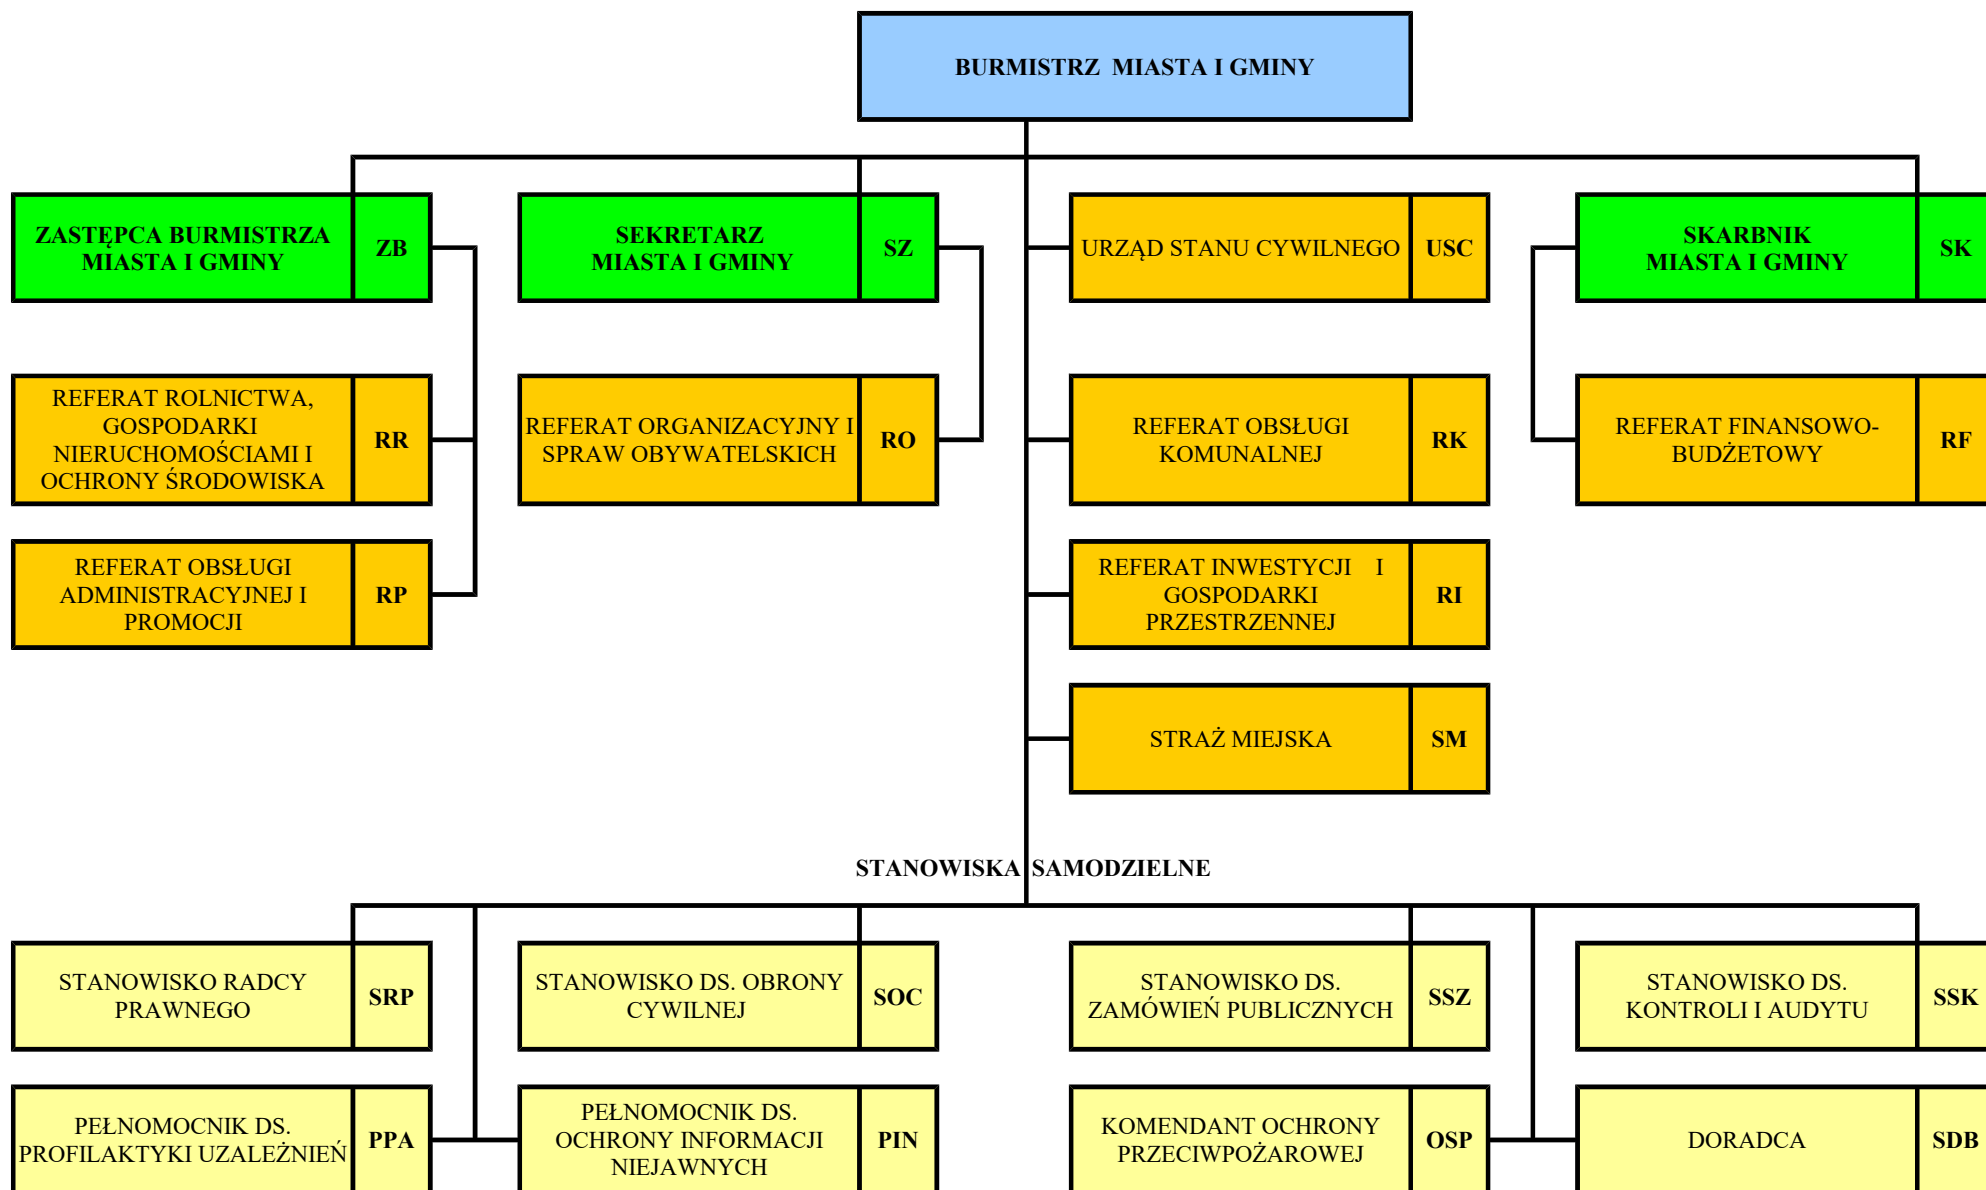 BURMISTRZ MIASTA I GMINY
ZASTĘPCA BURMISTRZA
MIASTA I GMINY
ZB
SEKRETARZ
MIASTA I GMINY
SZ
URZĄD STANU CYWILNEGO
USC
SKARBNIK
MIASTA I GMINY
SK
REFERAT ROLNICTWA,
GOSPODARKI
NIERUCHOMOŚCIAMI I
OCHRONY ŚRODOWISKA
RR
REFERAT ORGANIZACYJNY I
SPRAW OBYWATELSKICH
RO
REFERAT OBSŁUGI
KOMUNALNEJ
RK
REFERAT FINANSOWO-
BUDŻETOWY
RF
REFERAT OBSŁUGI
ADMINISTRACYJNEJ I
PROMOCJI
RP
REFERAT INWESTYCJI I
GOSPODARKI
PRZESTRZENNEJ
RI
STRAŻ MIEJSKA
SM
STANOWISKA SAMODZIELNE
STANOWISKO RADCY
PRAWNEGO
SRP
STANOWISKO DS. OBRONY
CYWILNEJ
SOC
STANOWISKO DS.
ZAMÓWIEŃ PUBLICZNYCH
SSZ
STANOWISKO DS.
KONTROLI I AUDYTU
SSK
PEŁNOMOCNIK DS.
PROFILAKTYKI UZALEŻNIEŃ
PPA
PEŁNOMOCNIK DS.
OCHRONY INFORMACJI
NIEJAWNYCH
PIN
KOMENDANT OCHRONY
PRZECIWPOŻAROWEJ
OSP
DORADCA
SDB